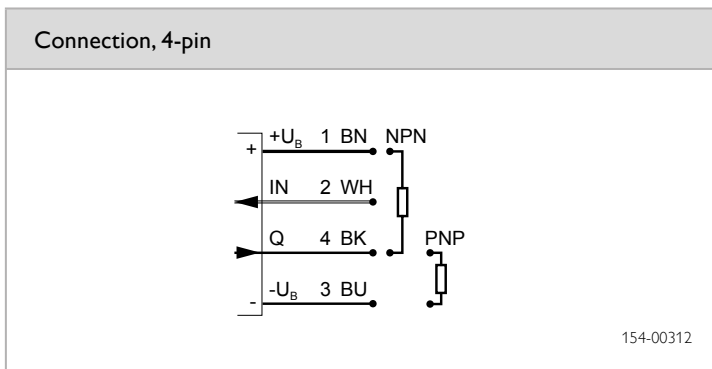 Connection, 4-pin
+U_B 1 BN NPN
+
IN 2 WH
Q 4 BK PNP
-U_B 3 BU
-
154-00312